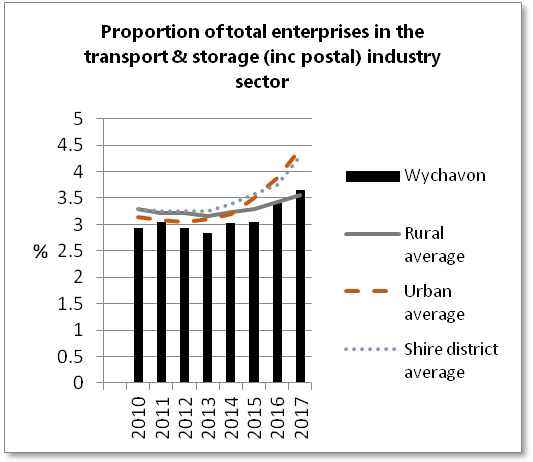 Proportion of total enterprises in the
transport & storage (inc postal) industry
sector
5
4.5
4
3.5
3
2.5
2
1.5
1
0.5
0
%
2010
2011
2012
2013
2014
2015
2016
2017
Wychavon
Rural
average
Urban
average
Shire district
average